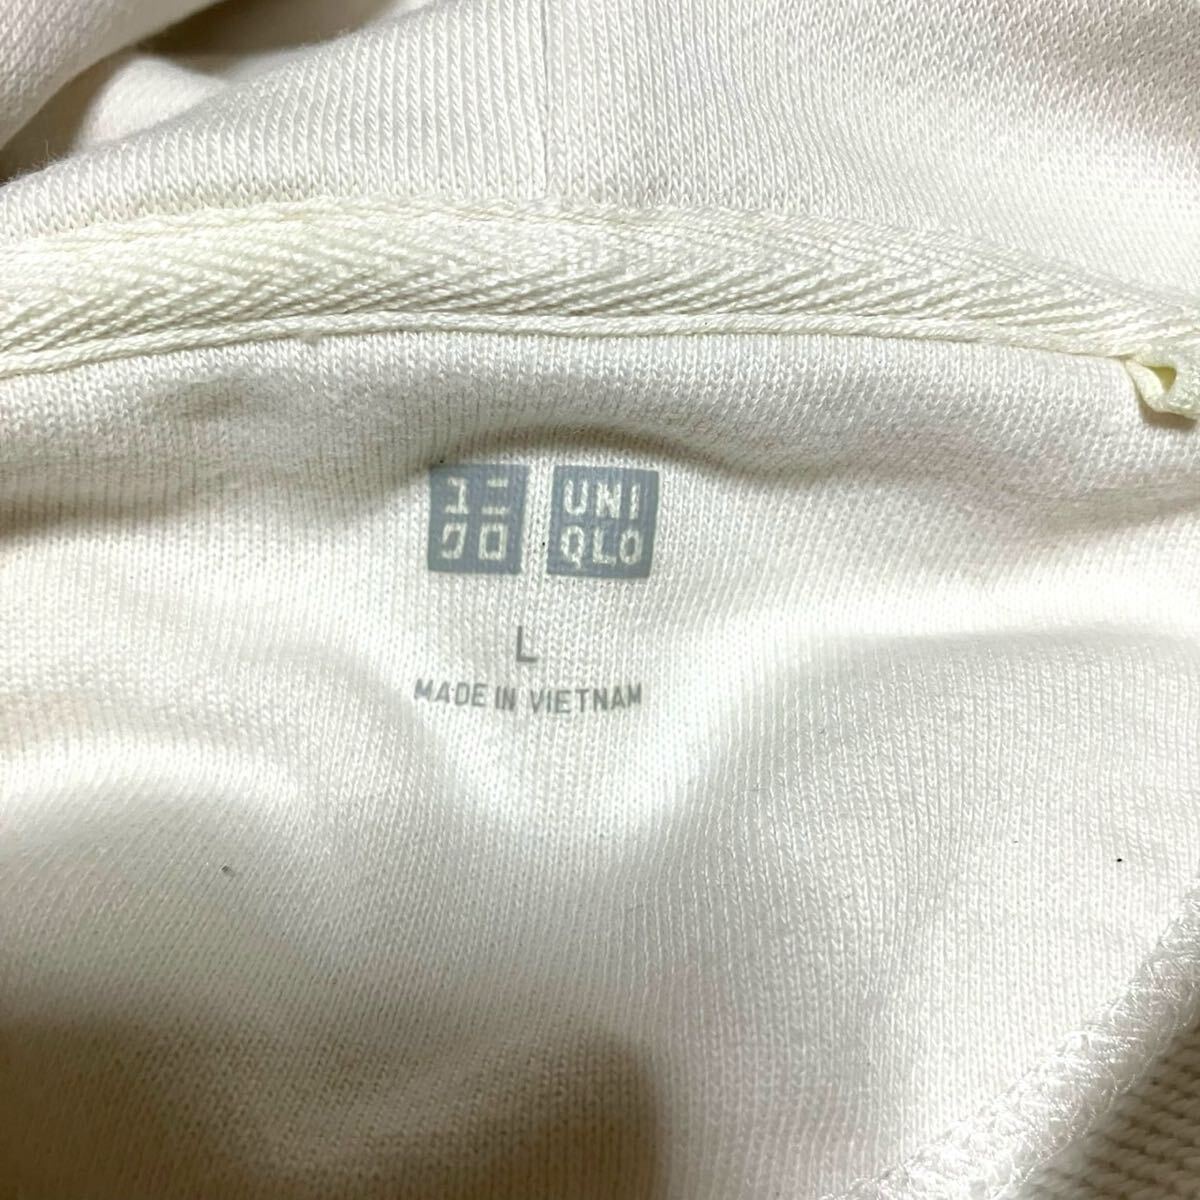 ユニ UNI
クロ QLO
L
MADE IN VIETNAM